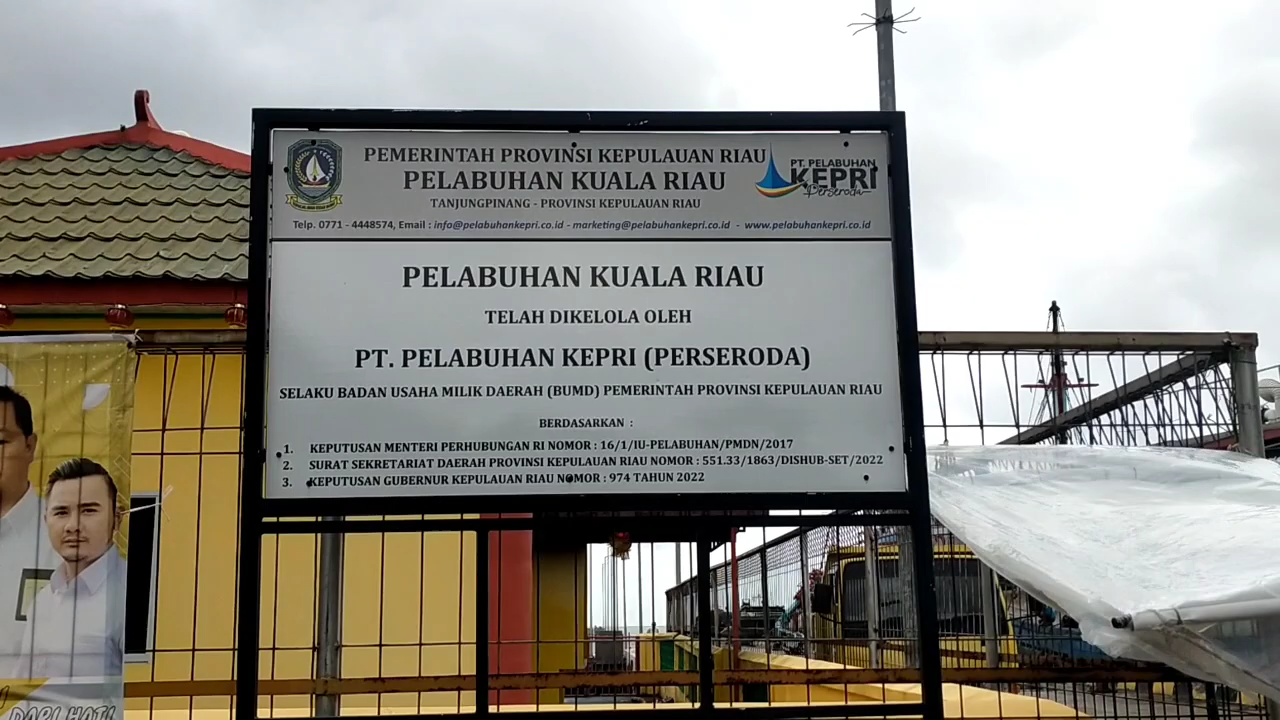 PEMERINTAH PROVINSI KEPULAUAN RIAU
PELABUHAN KUALA RIAU
TANJUNGPINANG - PROVINSI KEPULAUAN RIAU
PT. PELABUHAN
KEPRI
Perseroda
Telp. 0771 - 4448574, Email : info@pelabuhankepri.co.id - marketing@pelabuhankepri.co.id - www.pelabuhankepri.co.id
PELABUHAN KUALA RIAU
TELAH DIKELOLA OLEH
PT. PELABUHAN KEPRI (PERSERODA)
SELAKU BADAN USAHA MILIK DAERAH (BUMD) PEMERINTAH PROVINSI KEPULAUAN RIAU
BERDASARKAN :
1. KEPUTUSAN MENTERI PERHUBUNGAN RI NOMOR : 16/1/IU-PELABUHAN/PMDN/2017
2. SURAT SEKRETARIAT DAERAH PROVINSI KEPULAUAN RIAU NOMOR : 551.33/1863/DISHUB-SET/2022
3. KEPUTUSAN GUBERNUR KEPULAUAN RIAU NOMOR : 974 TAHUN 2022
DARI HATI